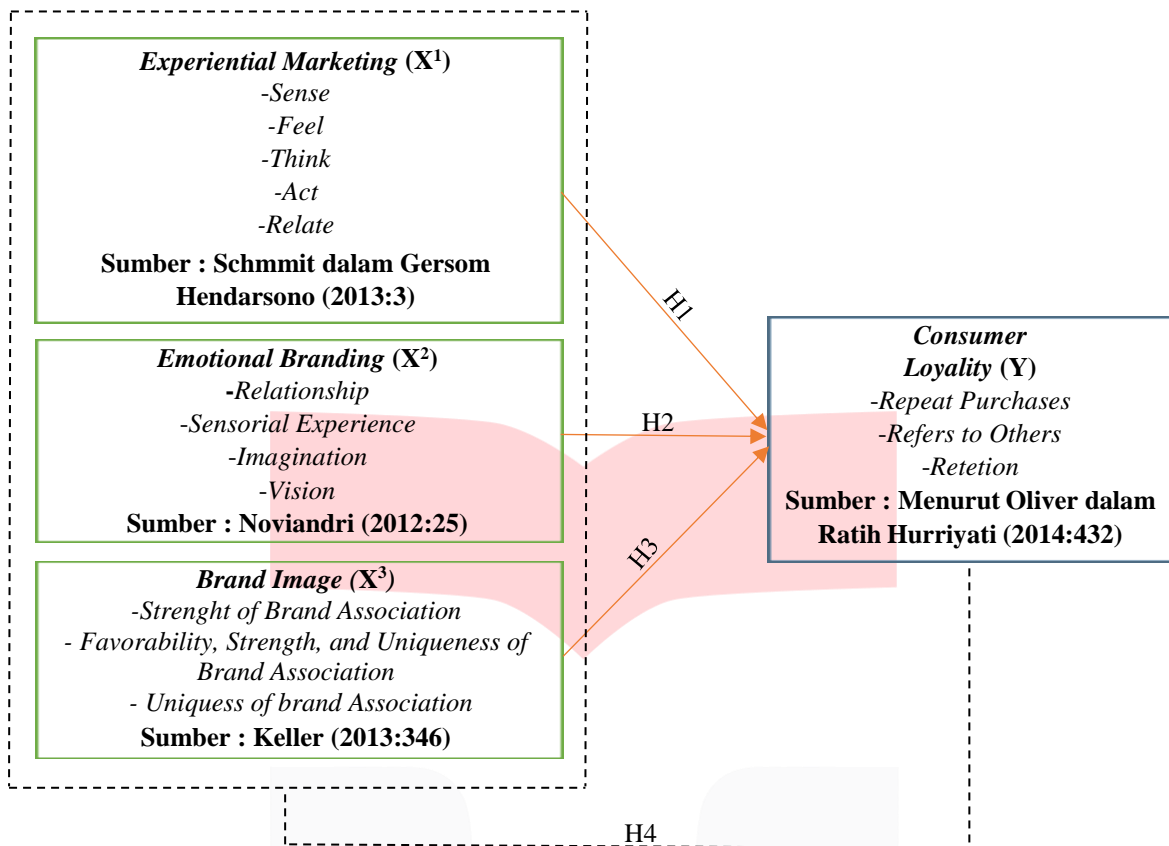 Experiential Marketing (X¹)
-Sense
-Feel
-Think
-Act
-Relate
Sumber : Schmmit dalam Gersom
Hendarsono (2013:3)
Emotional Branding (X²)
-Relationship
-Sensorial Experience
-Imagination
-Vision
Sumber : Noviandri (2012:25)
Brand Image (X³)
-Strenght of Brand Association
- Favorability, Strength, and Uniqueness of
Brand Association
- Uniquess of brand Association
Sumber : Keller (2013:346)
H1
H2
H3
Consumer
Loyality (Y)
-Repeat Purchases
-Refers to Others
-Retetion
Sumber : Menurut Oliver dalam
Ratih Hurriyati (2014:432)
H4